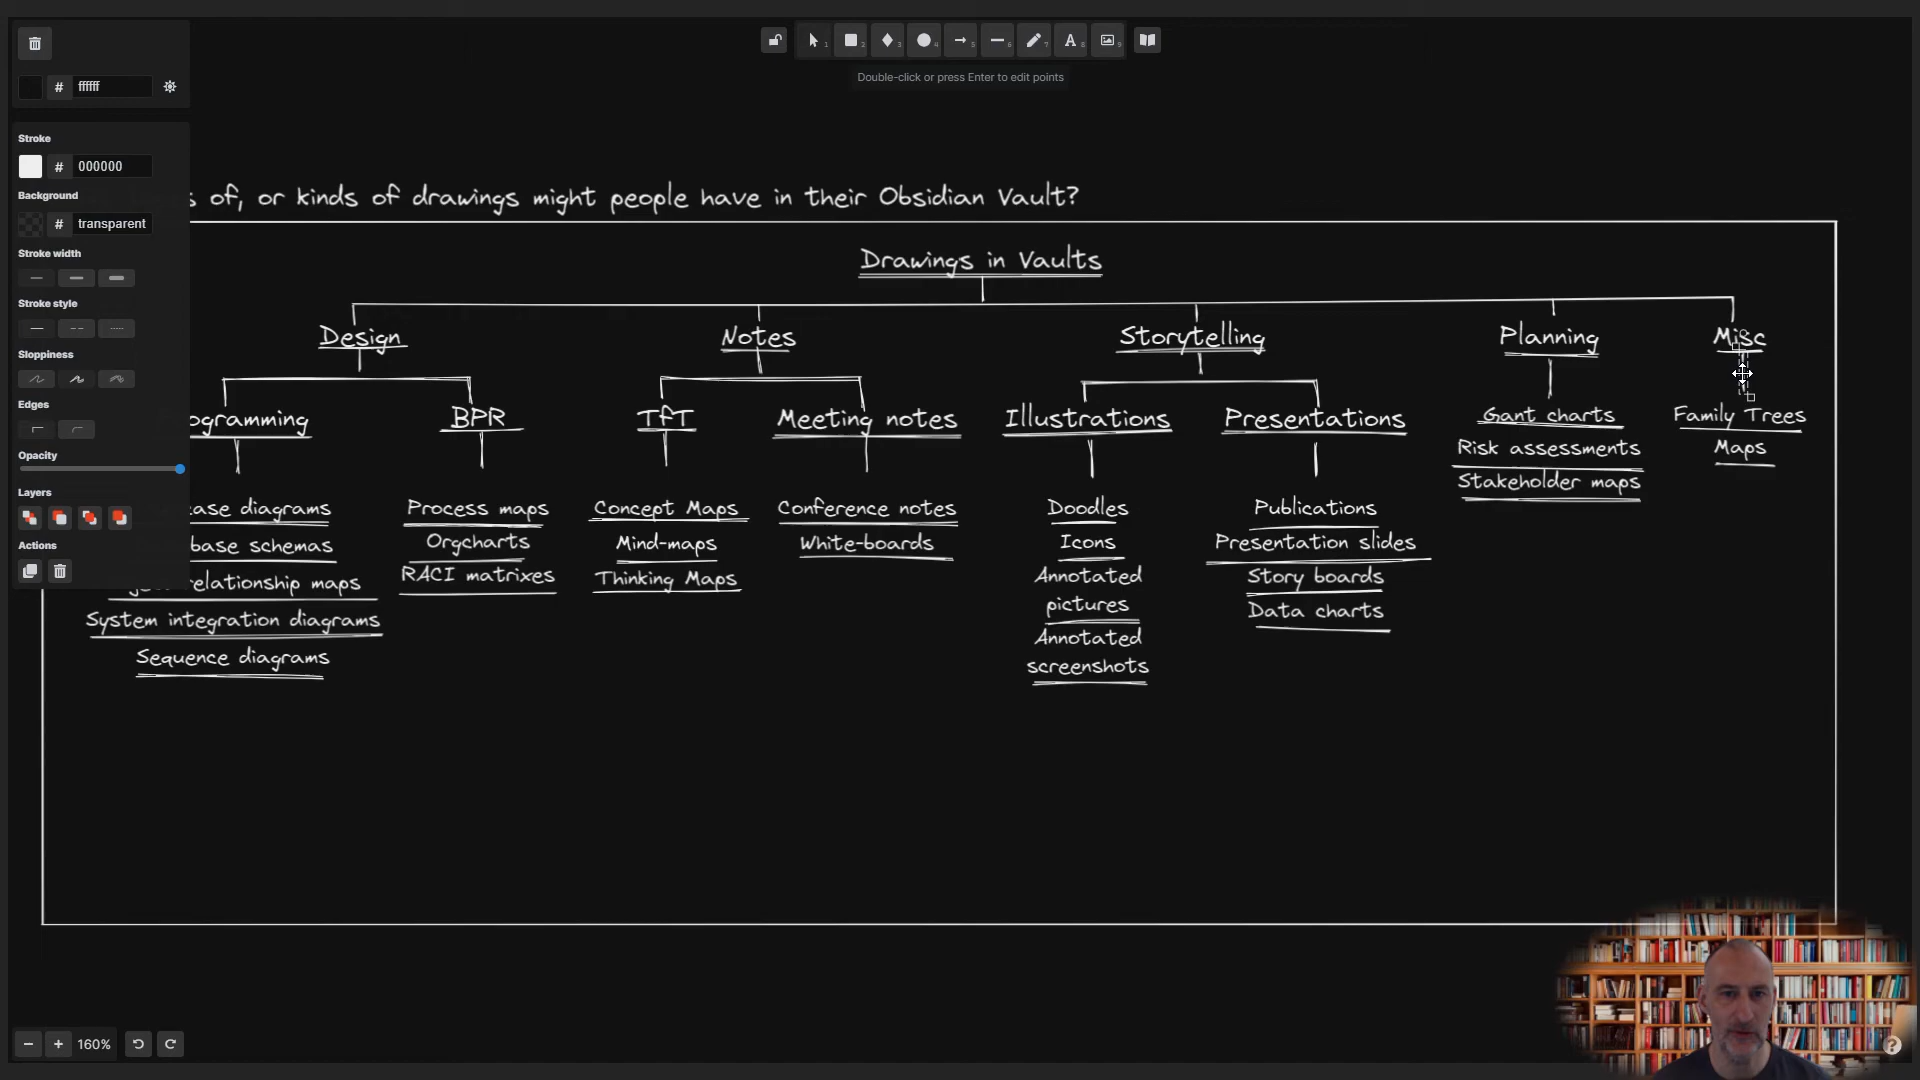 # ffffff
Double-click or press Enter to edit points
Stroke
# 000000
Background
# transparent
Stroke width
Stroke style
Sloppiness
Edges
Opacity
Layers
Actions
of, or kinds of drawings might people have in their Obsidian Vault?
Drawings in Vaults
Design Notes Storytelling Planning Misc
BPR TfT Meeting notes Illustrations Presentations Gant charts Family Trees
Risk assessments Maps
Stakeholder maps
diagrams Process maps Concept Maps Conference notes Doodles Publications
schemas Orgcharts Mind-maps White-boards Icons Presentation slides
relationship maps RACI matrixes Thinking Maps Annotated Story boards
pictures Data charts
System integration diagrams Annotated
Sequence diagrams screenshots
160%